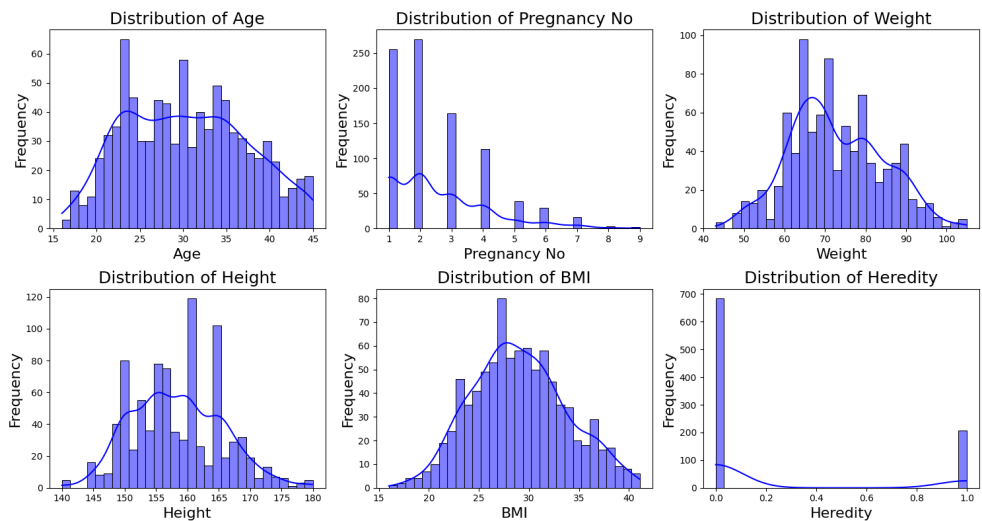 Distribution of Age
Frequency
60
50
40
30
20
10
0
15 20 25 30 35 40 45
Age
Distribution of Pregnancy No
Frequency
250
200
150
100
50
0
1 2 3 4 5 6 7 8 9
Pregnancy No
Distribution of Weight
Frequency
100
80
60
40
20
0
40 50 60 70 80 90 100
Weight
Distribution of Height
Frequency
120
100
80
60
40
20
0
140 145 150 155 160 165 170 175 180
Height
Distribution of BMI
Frequency
80
70
60
50
40
30
20
10
0
15 20 25 30 35 40
BMI
Distribution of Heredity
Frequency
700
600
500
400
300
200
100
0
0.0 0.2 0.4 0.6 0.8 1.0
Heredity